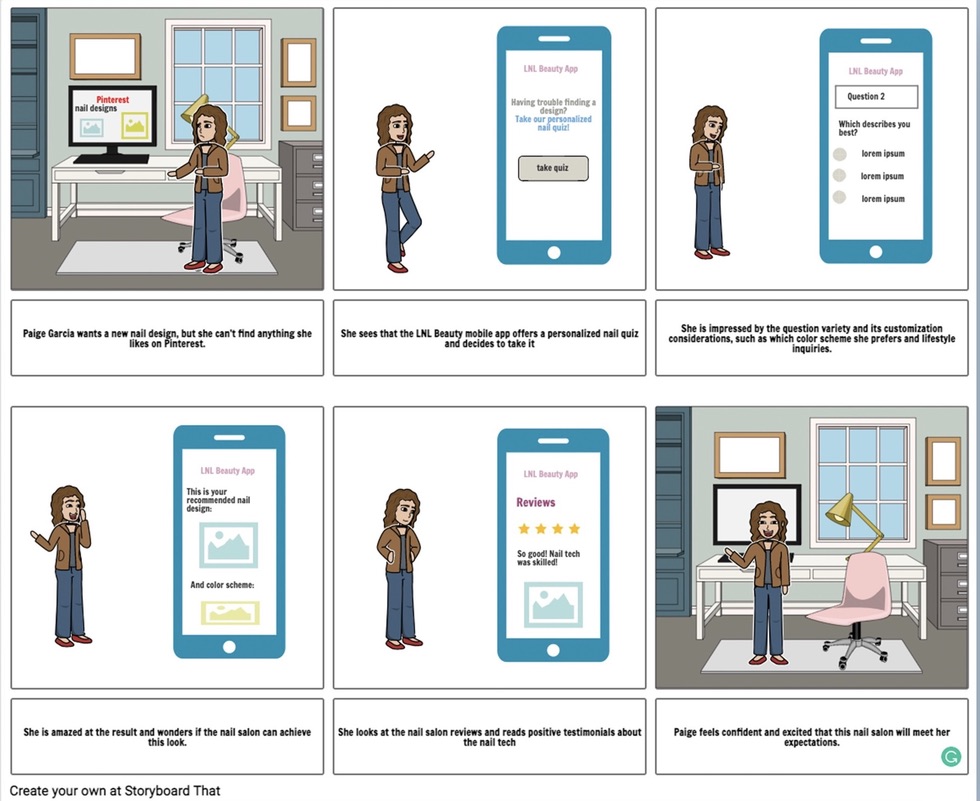 Pinterest
nail designs
LNL Beauty App
Having trouble finding a
design?
Take our personalized
nail quiz!
take quiz
LNL Beauty App
Question 2
Which describes you
best?
lorem ipsum
lorem ipsum
lorem ipsum
Paige Garcia wants a new nail design, but she can't find anything she
likes on Pinterest.
She sees that the LNL Beauty mobile app offers a personalized nail quiz
and decides to take it
She is impressed by the question variety and its customization
considerations, such as which color scheme she prefers and lifestyle
inquiries.
LNL Beauty App
This is your
recommended nail
design:
And color scheme:
LNL Beauty App
Reviews
So good! Nail tech
was skilled!
She is amazed at the result and wonders if the nail salon can achieve
this look.
She looks at the nail salon reviews and reads positive testimonials about
the nail tech
Paige feels confident and excited that this nail salon will meet her
expectations.
Create your own at Storyboard That